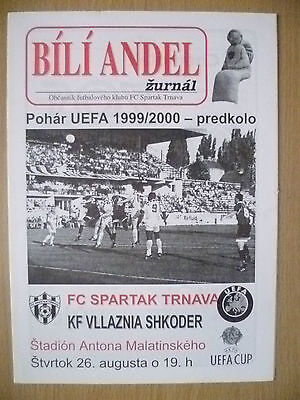 BÍLÍ ANDEL
žurnál
Občasník futbalového klubu FC Spartak Trnava
Pohár UEFA 1999/2000 – predkolo
FC SPARTAK TRNAVA
KF VLLAZNIA SHKODER
UEFA
Štadión Antona Malatinského
Štvrtok 26. augusta o 19. h
UEFA CUP